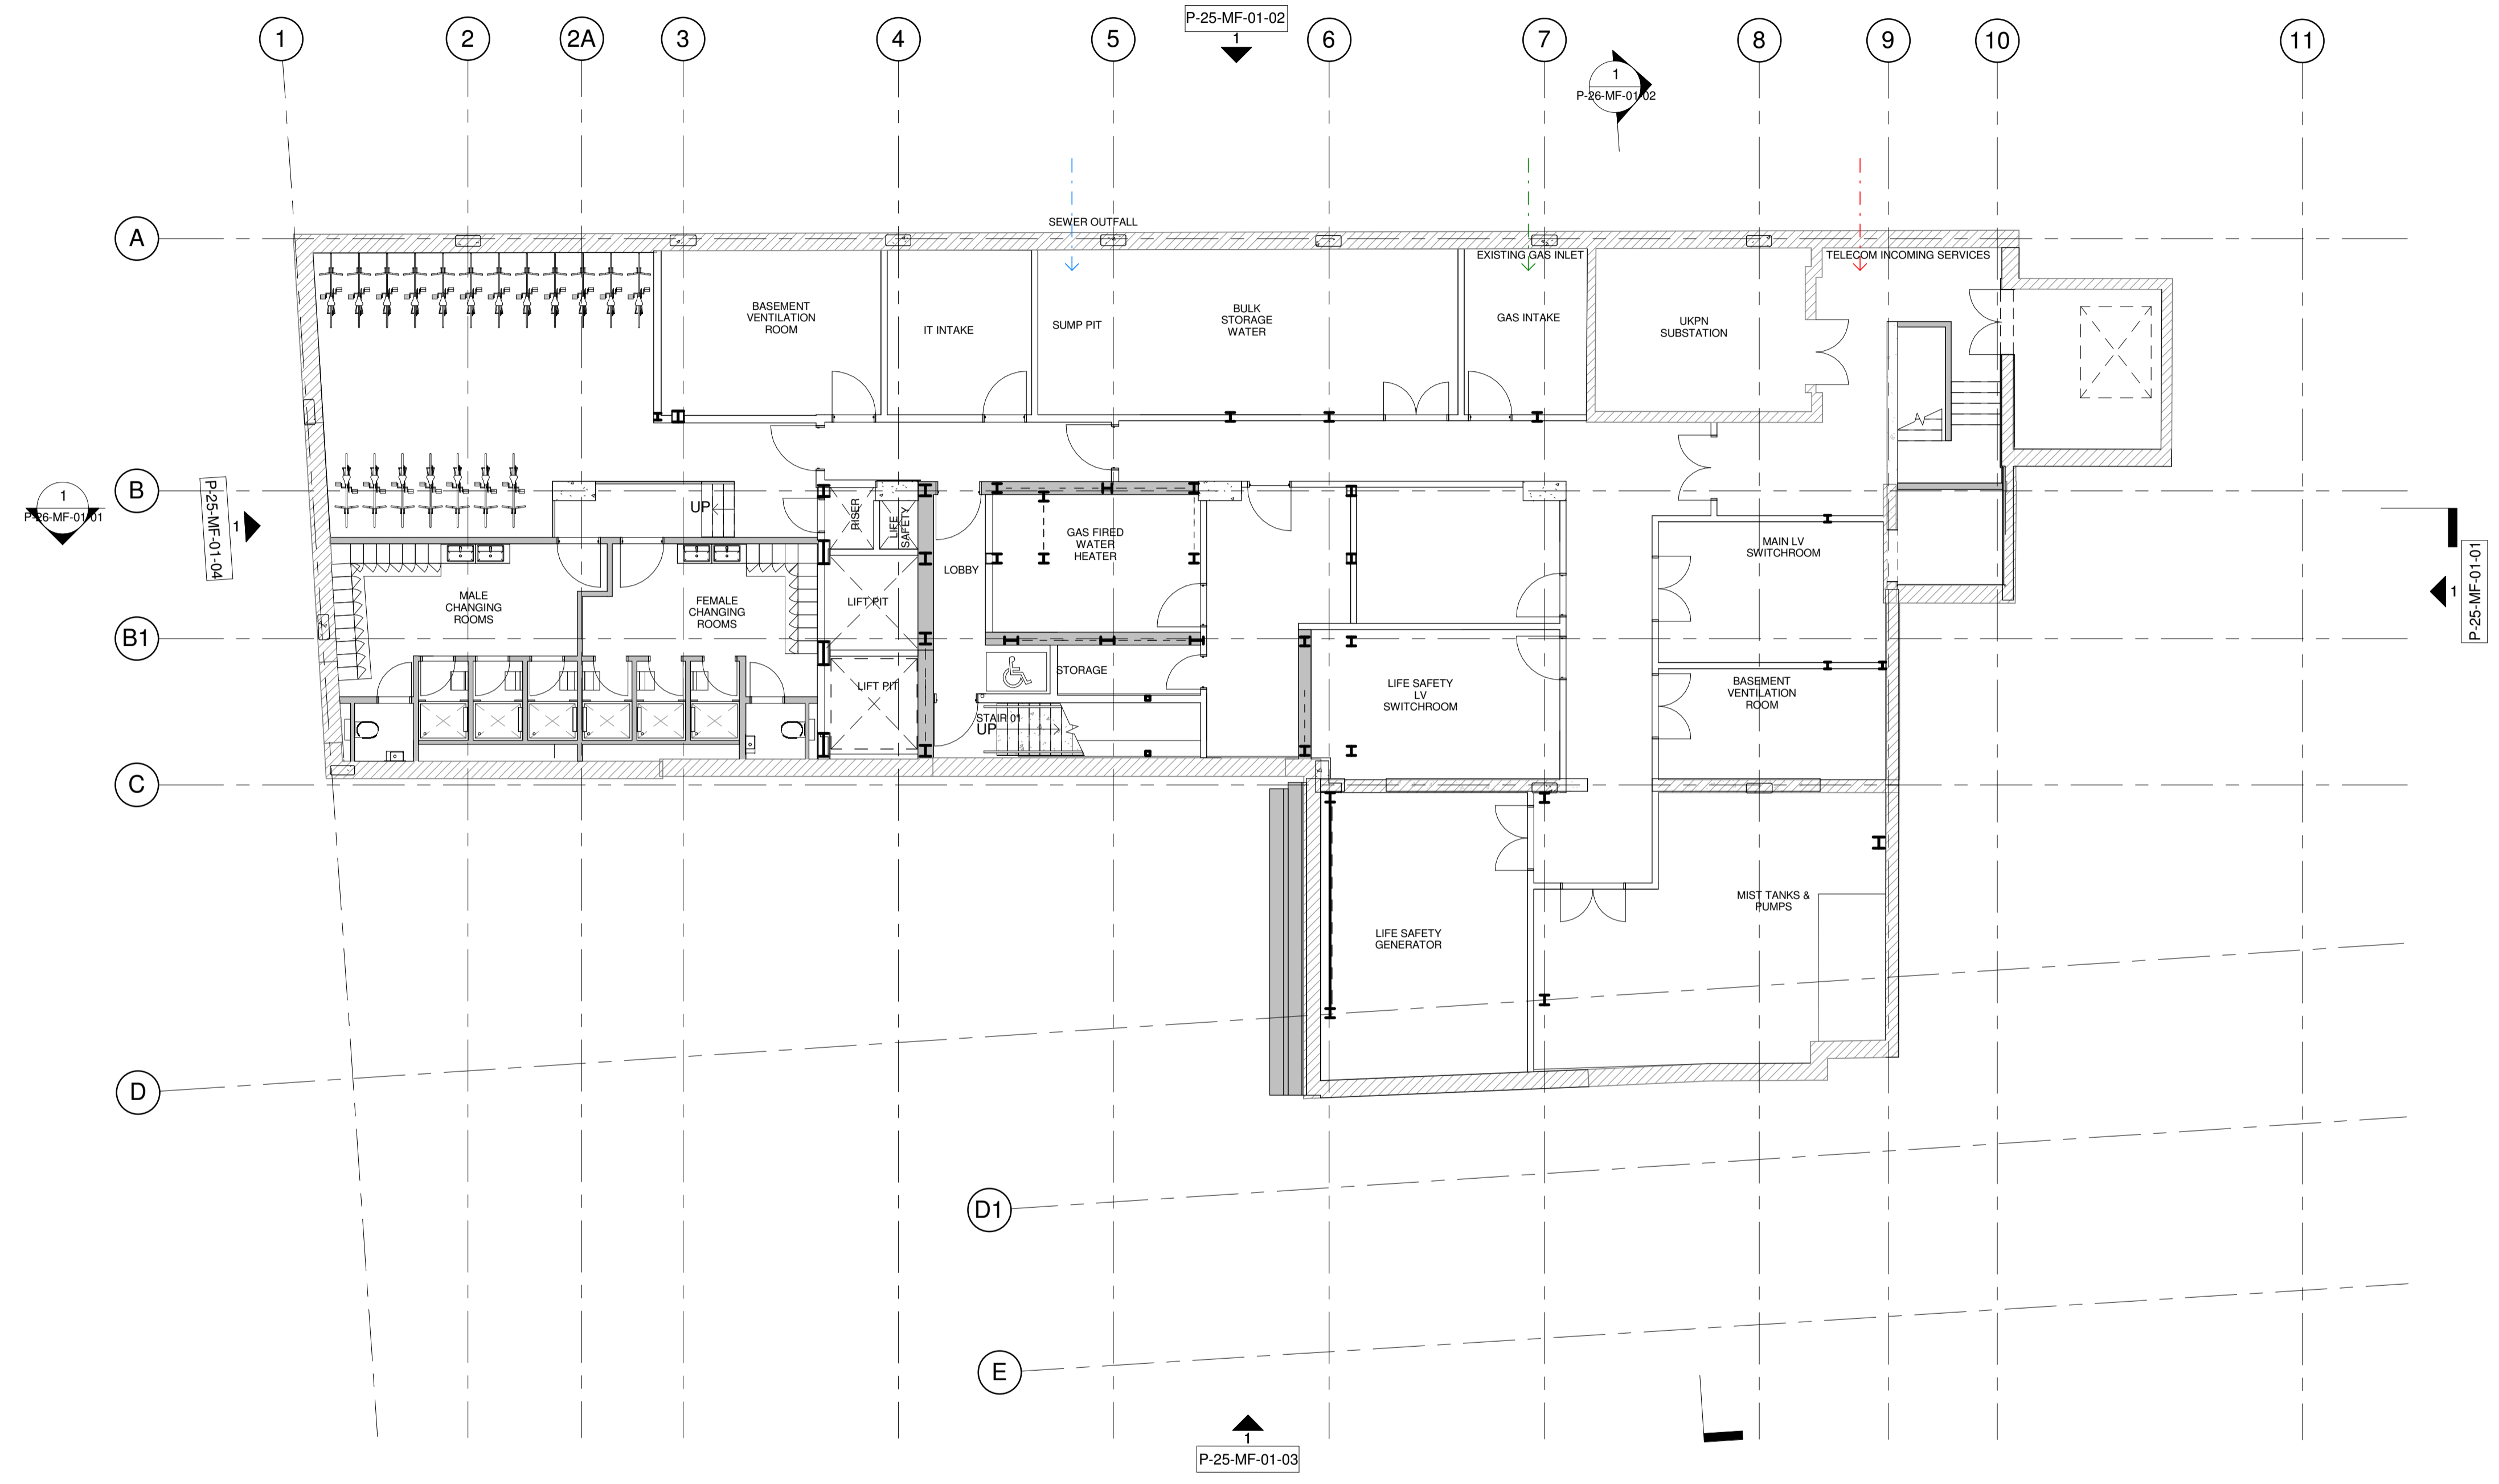 P-25-MF-01-02
1
1
2
2A
3
4
5
6
7
8
9
10
11
1
P-26-MF-01-02
A
SEWER OUTFALL
EXISTING GAS INLET
TELECOM INCOMING SERVICES
BASEMENT
VENTILATION
ROOM
IT INTAKE
SUMP PIT
BULK
STORAGE
WATER
GAS INTAKE
UKPN
SUBSTATION
B
1
P-26-MF-01-01
P-25-MF-01-04
1
UP
RISER
LIFE
SAFETY
GAS FIRED
WATER
HEATER
LOBBY
MAIN LV
SWITCHROOM
1
P-25-MF-01-01
B1
MALE
CHANGING
ROOMS
FEMALE
CHANGING
ROOMS
LIFT PIT
LIFT PIT
STORAGE
STAIR 01
UP
LIFE SAFETY
LV
SWITCHROOM
BASEMENT
VENTILATION
ROOM
C
LIFE SAFETY
GENERATOR
MIST TANKS &
PUMPS
D
D1
E
1
P-25-MF-01-03